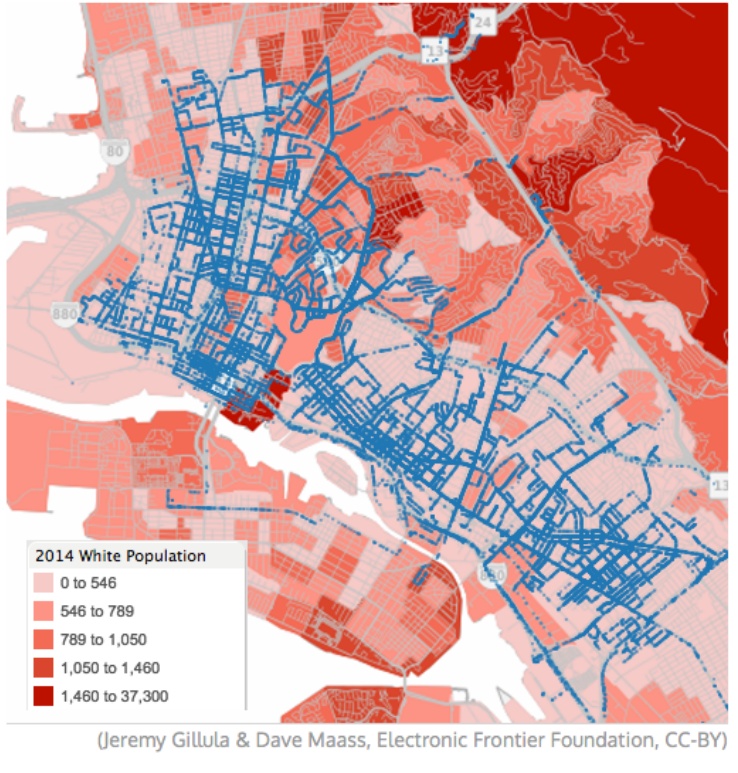 24
13
80
880
2014 White Population
0 to 546
546 to 789
789 to 1,050
1,050 to 1,460
1,460 to 37,300
880
13
(Jeremy Gillula & Dave Maass, Electronic Frontier Foundation, CC-BY)